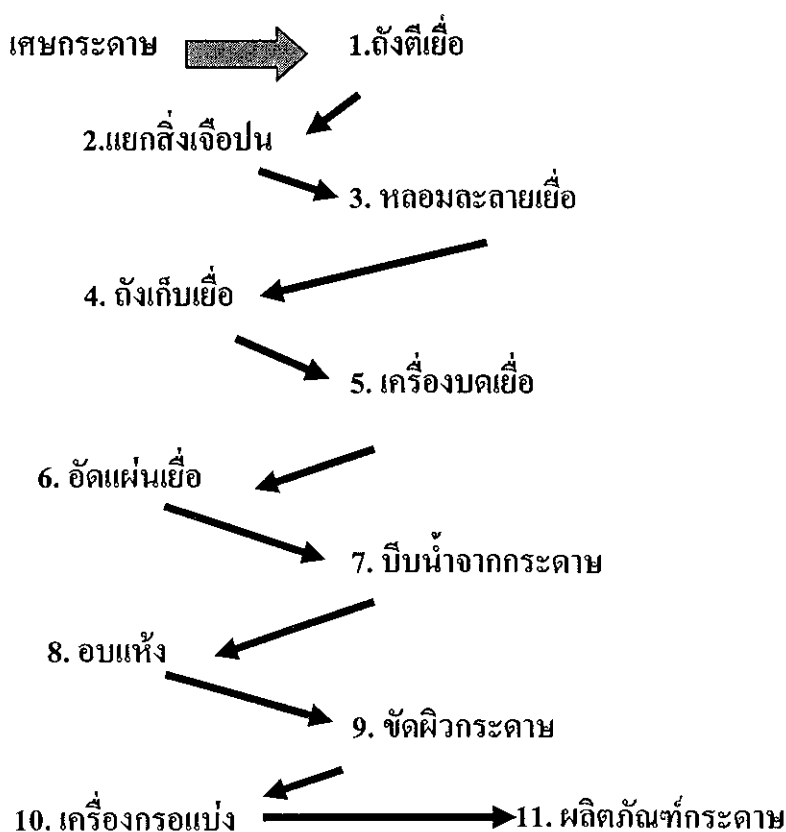 เศษกระดาษ 1.ถังตีเยื่อ
2.แยกสิ่งเจือปน
3. หลอมละลายเยื่อ
4. ถังเก็บเยื่อ
5. เครื่องบดเยื่อ
6. อัดแผ่นเยื่อ
7. บีบน้ำจากกระดาษ
8. อบแห้ง
9. ขัดผิวกระดาษ
10. เครื่องกรอแบ่ง 11. ผลิตภัณฑ์กระดาษ